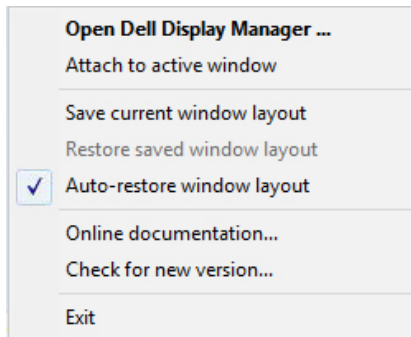 Open Dell Display Manager ...
Attach to active window
Save current window layout
Restore saved window layout
Auto-restore window layout
Online documentation...
Check for new version...
Exit